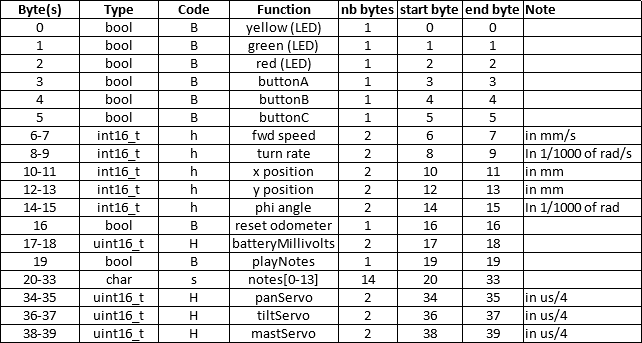 Byte(s) Type Code Function nb bytes start byte end byte Note
0 bool B yellow (LED) 1 0 0
1 bool B green (LED) 1 1 1
2 bool B red (LED) 1 2 2
3 bool B buttonA 1 3 3
4 bool B buttonB 1 4 4
5 bool B buttonC 1 5 5
6-7 int16_t h fwd speed 2 6 7 in mm/s
8-9 int16_t h turn rate 2 8 9 In 1/1000 of rad/s
10-11 int16_t h x position 2 10 11 in mm
12-13 int16_t h y position 2 12 13 in mm
14-15 int16_t h phi angle 2 14 15 In 1/1000 of rad
16 bool B reset odometer 1 16 16
17-18 uint16_t H batteryMillivolts 2 17 18
19 bool B playNotes 1 19 19
20-33 char s notes[0-13] 14 20 33
34-35 uint16_t H panServo 2 34 35 in us/4
36-37 uint16_t H tiltServo 2 36 37 in us/4
38-39 uint16_t H mastServo 2 38 39 in us/4